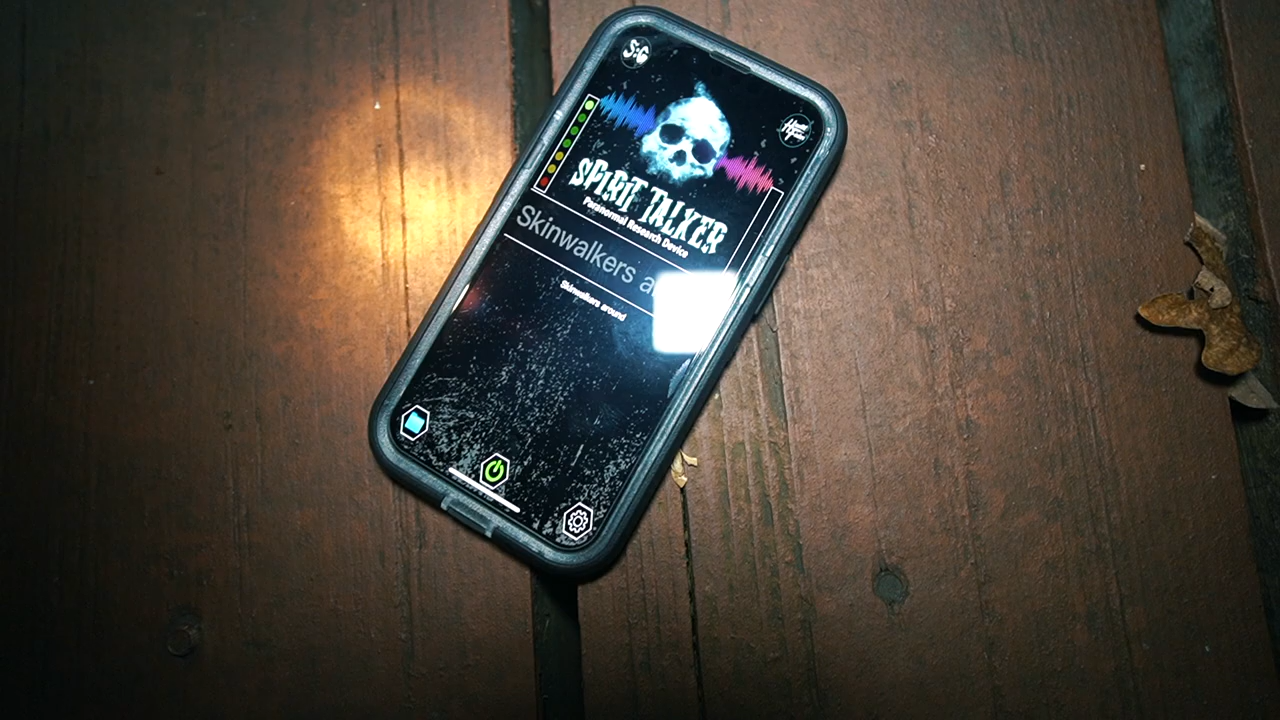 S:G
SPIRIT TALKER
Paranormal Research Device
Skinwalkers a
Skinwalkers around